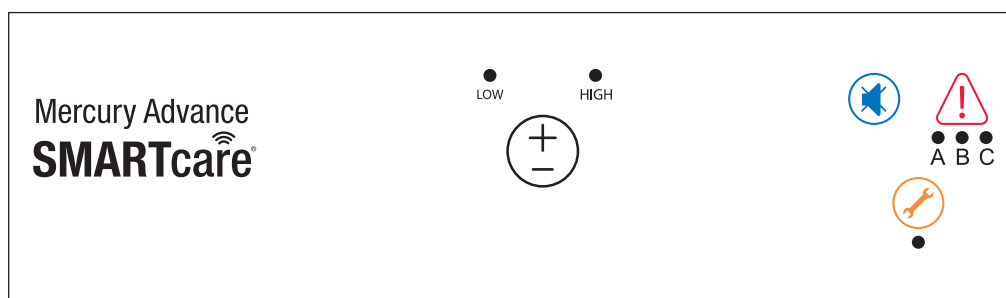 Mercury Advance
SMARTcare®
LOW HIGH
+
−
!
A B C